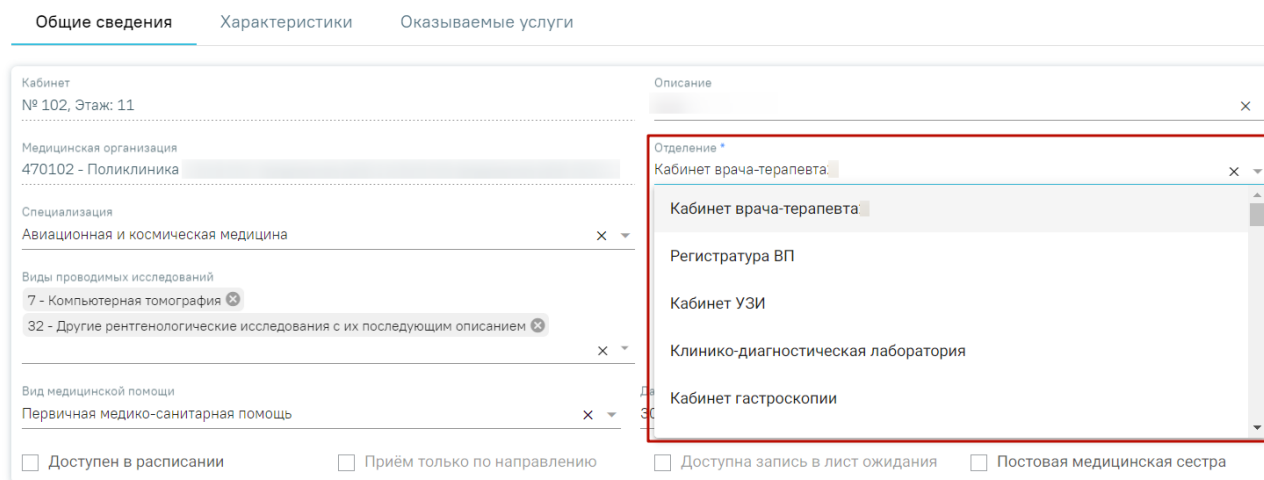 Общие сведения Характеристики Оказываемые услуги
Кабинет
№ 102, Этаж: 11
Описание
Медицинская организация
470102 - Поликлиника
Отделение *
Кабинет врача-терапевта
Кабинет врача-терапевта
Регистратура ВП
Кабинет УЗИ
Клинико-диагностическая лаборатория
Кабинет гастроскопии
Специализация
Авиационная и космическая медицина
Виды проводимых исследований
7 - Компьютерная томография
32 - Другие рентгенологические исследования с их последующим описанием
Вид медицинской помощи
Первичная медико-санитарная помощь
Доступен в расписании Приём только по направлению Доступна запись в лист ожидания Постовая медицинская сестра